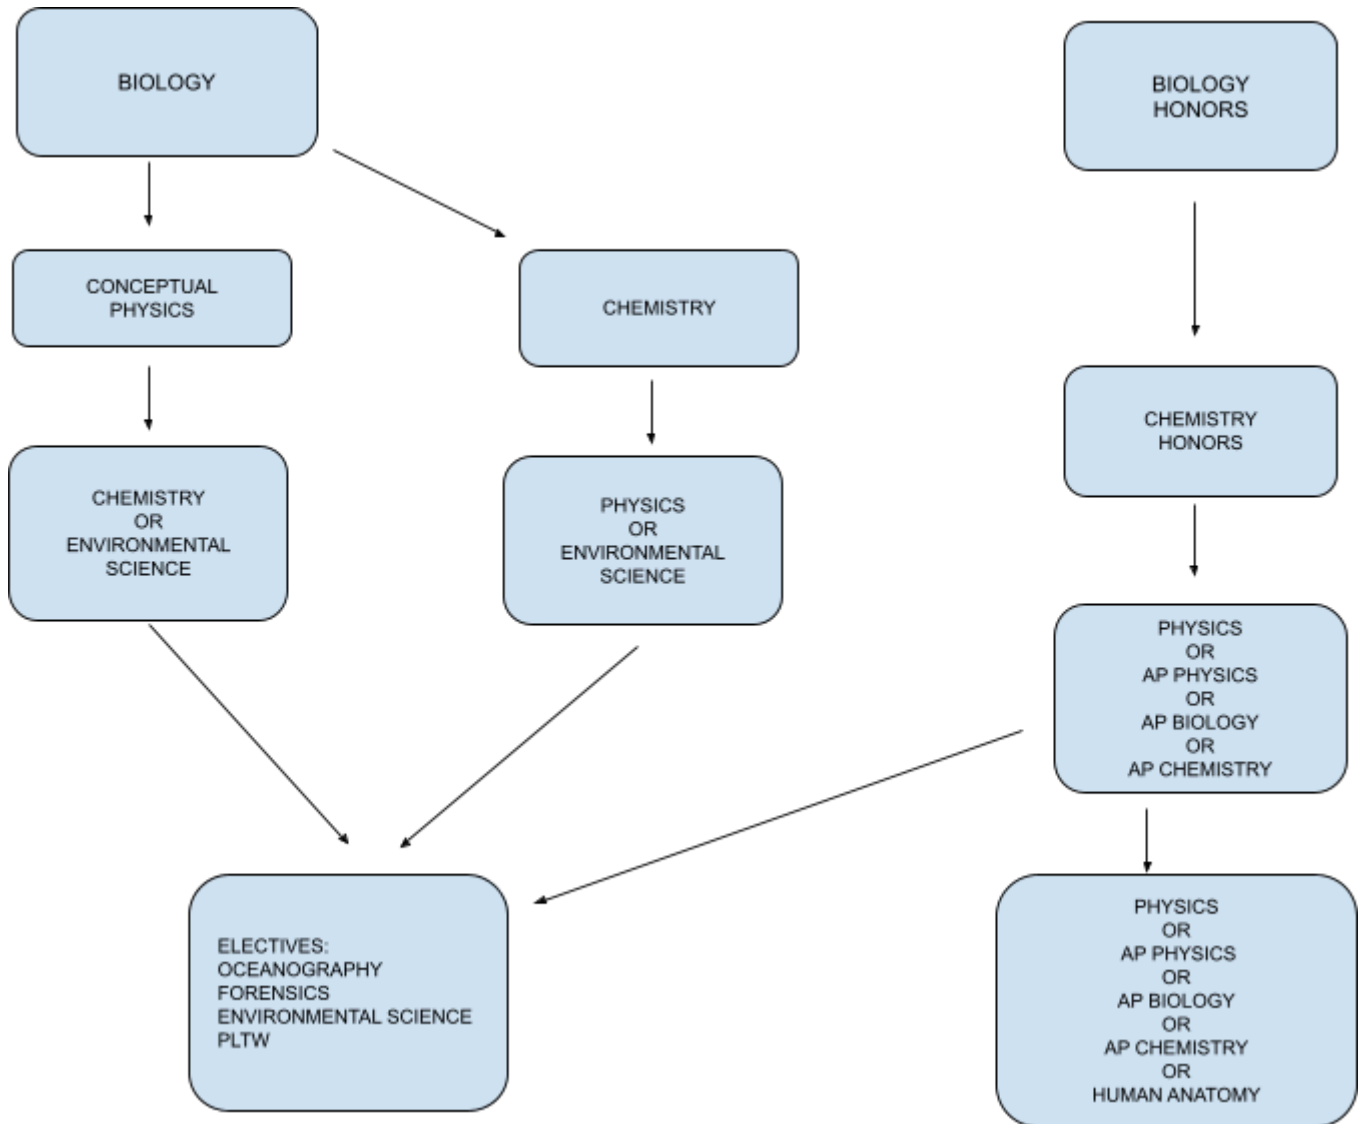 BIOLOGY
BIOLOGY
HONORS
CONCEPTUAL
PHYSICS
CHEMISTRY
CHEMISTRY
HONORS
CHEMISTRY
OR
ENVIRONMENTAL
SCIENCE
PHYSICS
OR
ENVIRONMENTAL
SCIENCE
PHYSICS
OR
AP PHYSICS
OR
AP BIOLOGY
OR
AP CHEMISTRY
ELECTIVES:
OCEANOGRAPHY
FORENSICS
ENVIRONMENTAL SCIENCE
PLTW
PHYSICS
OR
AP PHYSICS
OR
AP BIOLOGY
OR
AP CHEMISTRY
OR
HUMAN ANATOMY